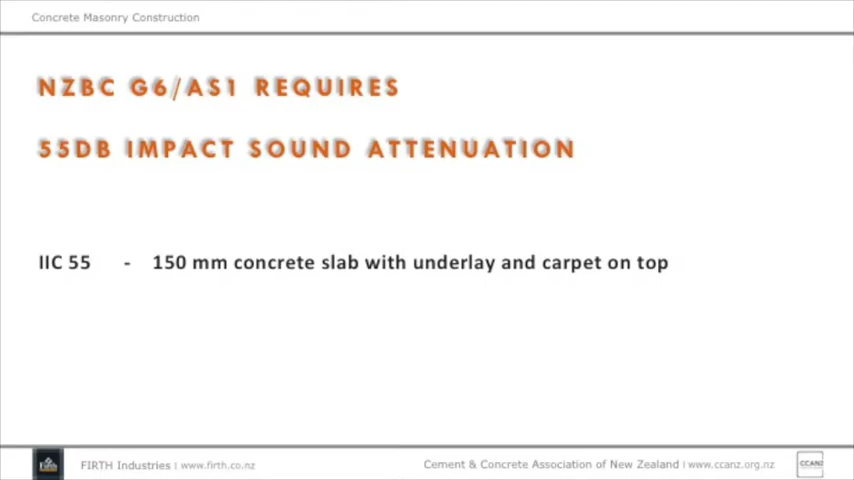 Concrete Masonry Construction
NZBC G6/AS1 REQUIRES
55DB IMPACT SOUND ATTENUATION
IIC 55 - 150 mm concrete slab with underlay and carpet on top
Firth
FIRTH Industries | www.firth.co.nz
Cement & Concrete Association of New Zealand | www.ccanz.org.nz
CCANZ